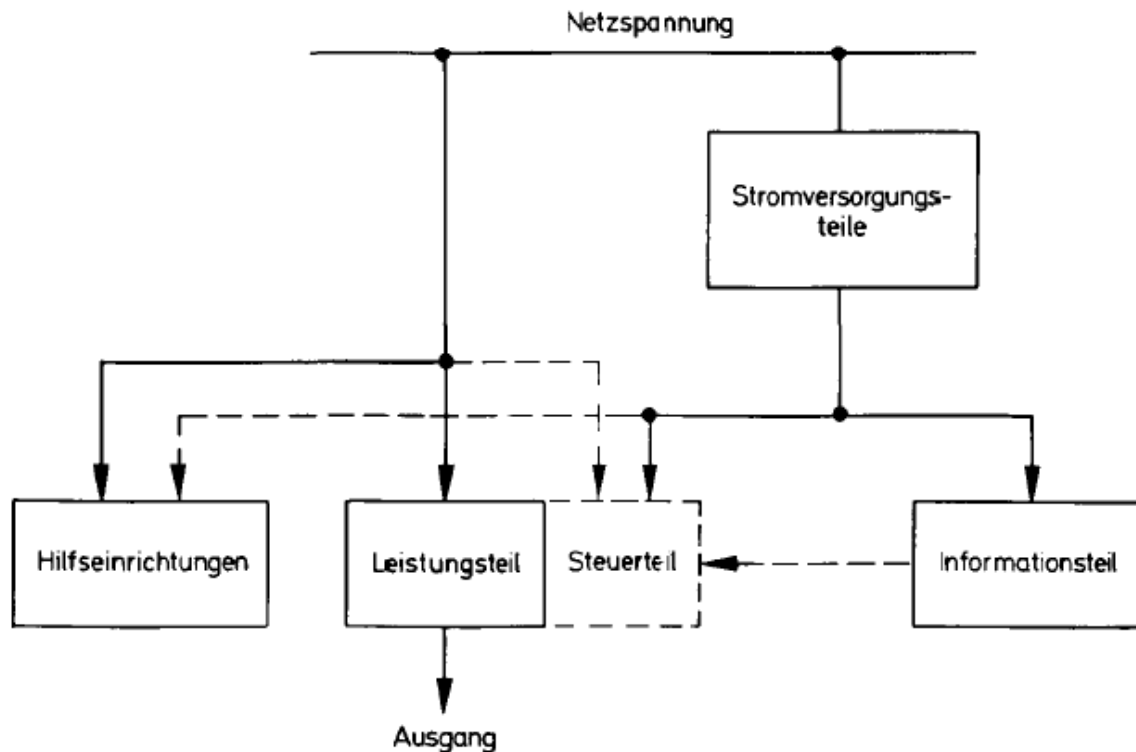 Netzspannung
Stromversorgungs-
teile
Hilfseinrichtungen
Leistungsteil
Steuerteil
Informationsteil
Ausgang